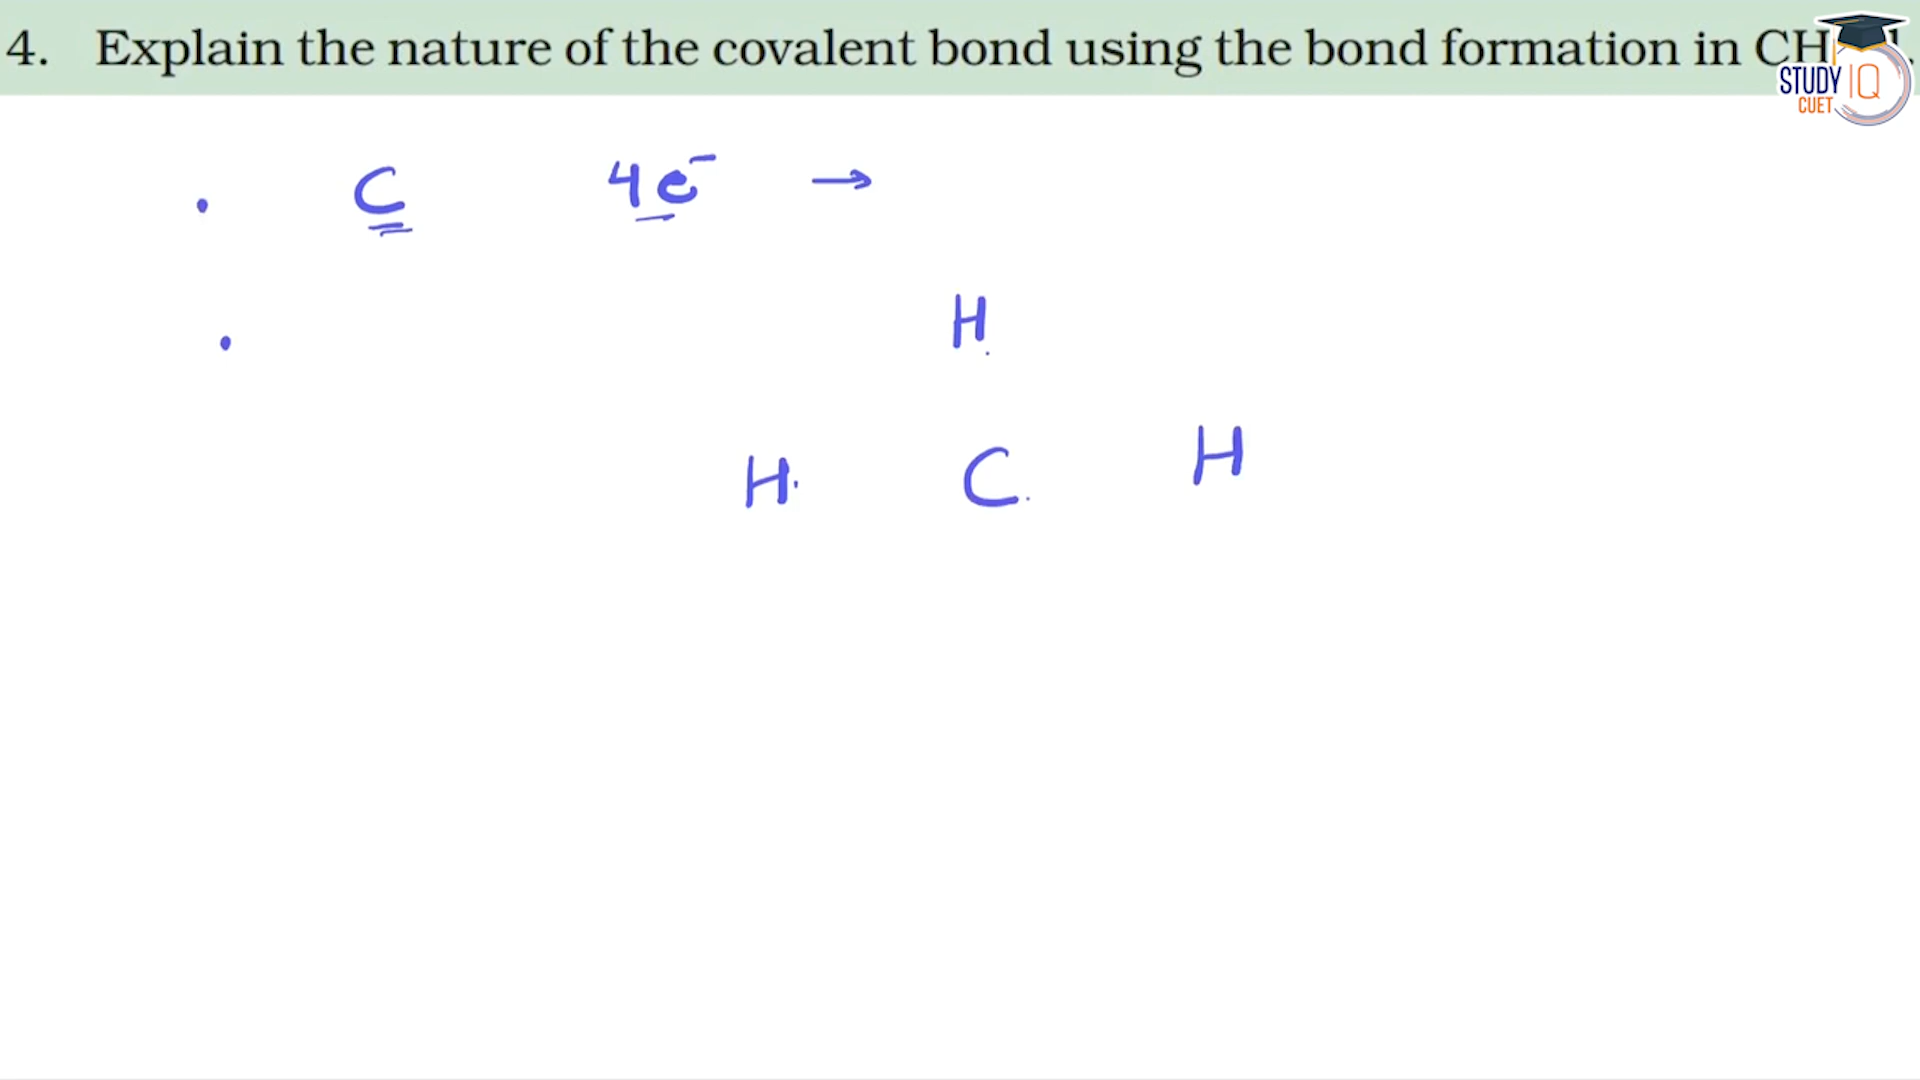 4. Explain the nature of the covalent bond using the bond formation in CH
STUDY IQ
CUET
C 4e⁻ →
H
H C H